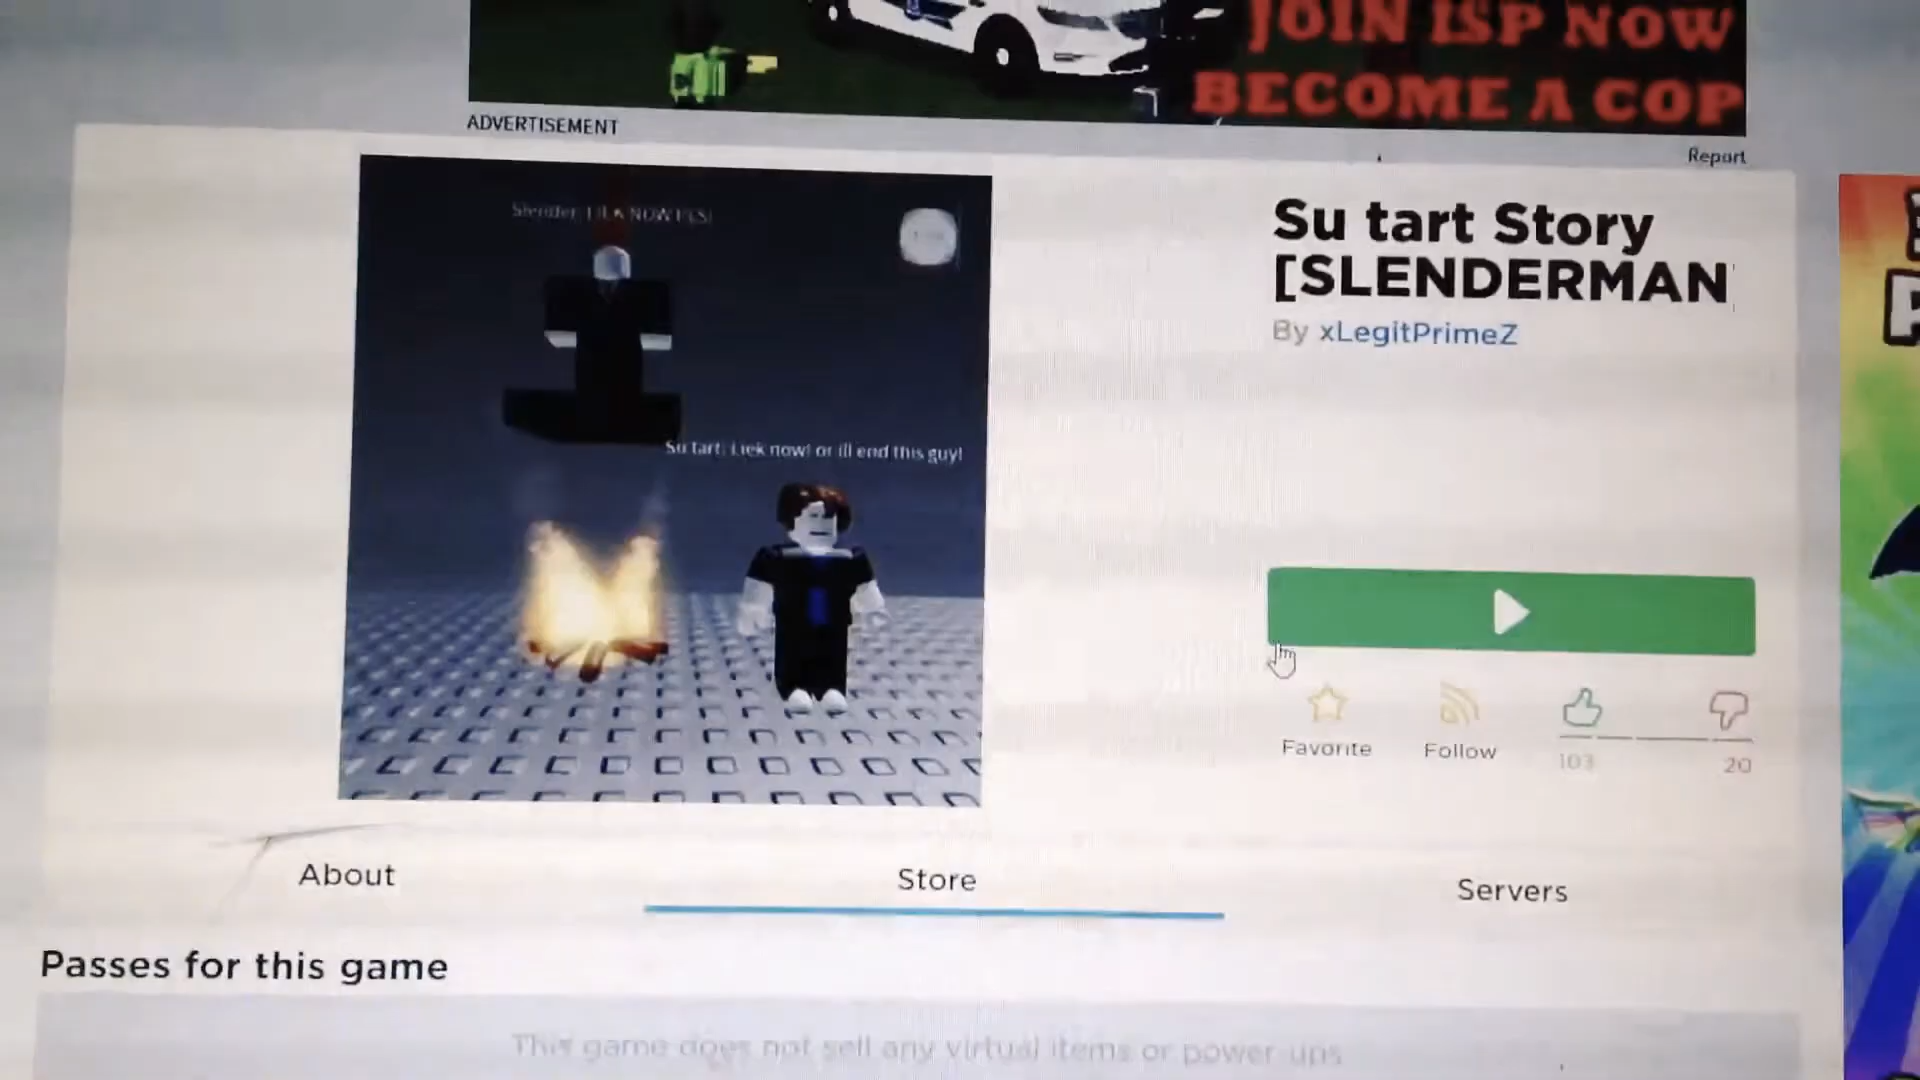 JOIN ISP NOW
BECOME A COP
ADVERTISEMENT
Report
Su tart Story
[SLENDERMAN
By xLegitPrimeZ
Su tart: Liek now! or ill end this guy!
Favorite
Follow
103
20
About
Store
Servers
Passes for this game
This game does not sell any virtual items or power ups